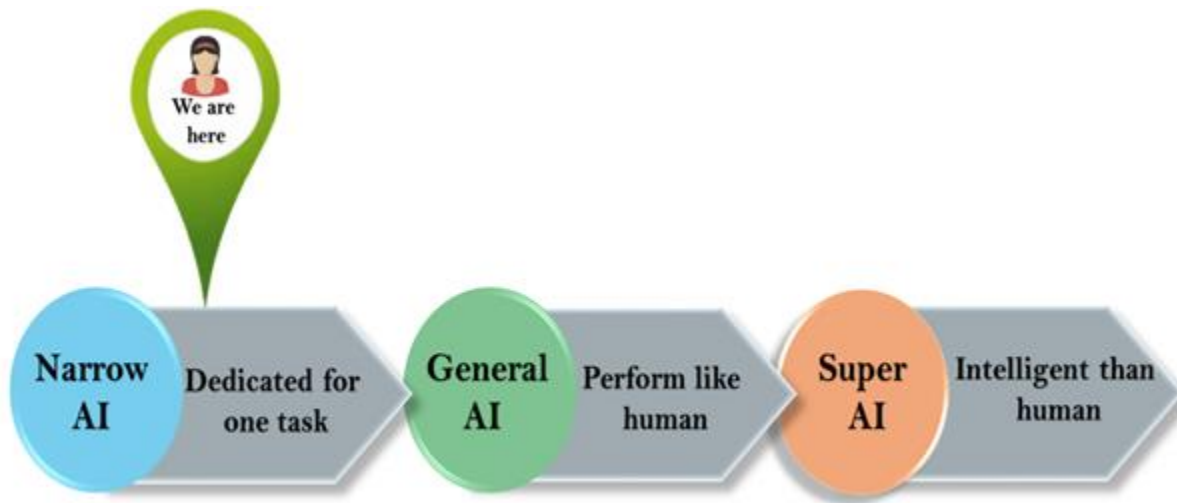 We are
here
Narrow
AI
Dedicated for
one task
General
AI
Perform like
human
Super
AI
Intelligent than
human